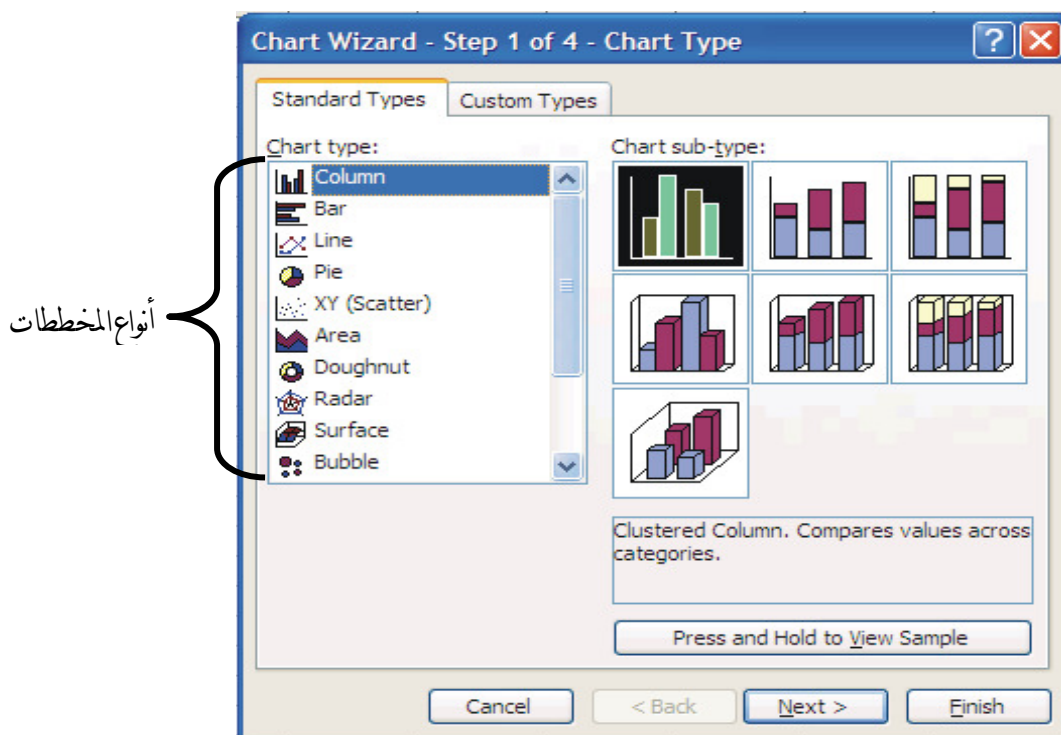 Chart Wizard - Step 1 of 4 - Chart Type
Standard Types
Custom Types
Chart type:
Chart sub-type:
Column
Bar
Line
Pie
XY (Scatter)
Area
Doughnut
Radar
Surface
Bubble
أنواع المخططات
Clustered Column. Compares values across
categories.
Press and Hold to View Sample
Cancel
< Back
Next >
Finish